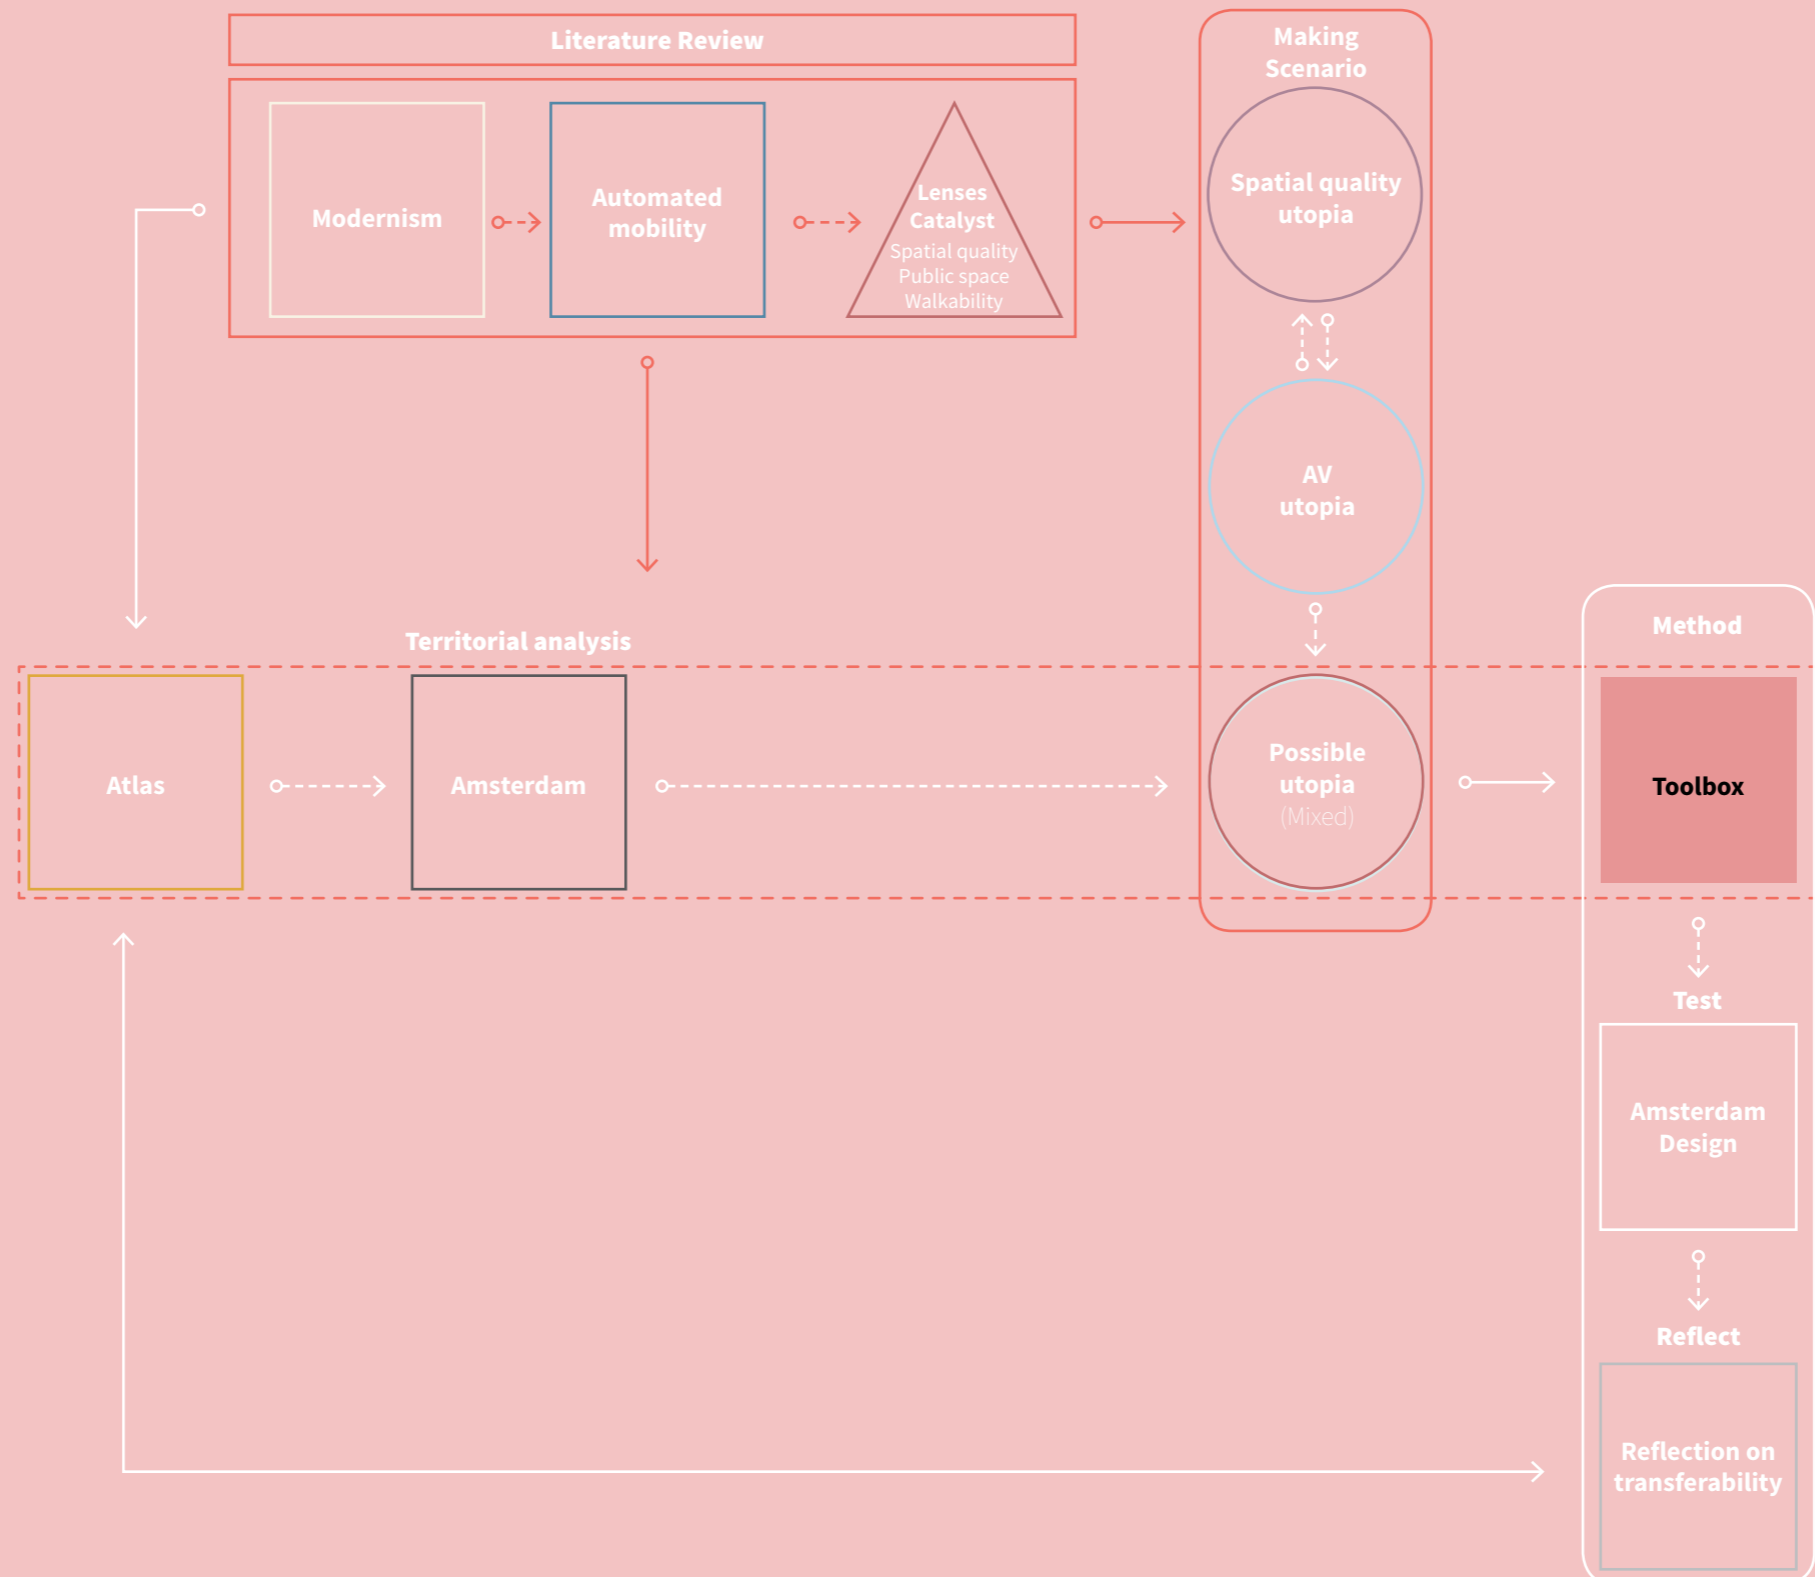 Literature Review
Modernism
Automated
mobility
Lenses
Catalyst
Spatial quality
Public space
Walkability
Making
Scenario
Spatial quality
utopia
AV
utopia
Possible
utopia
(Mixed)
Territorial analysis
Atlas
Amsterdam
Method
Toolbox
Test
Amsterdam
Design
Reflect
Reflection on
transferability